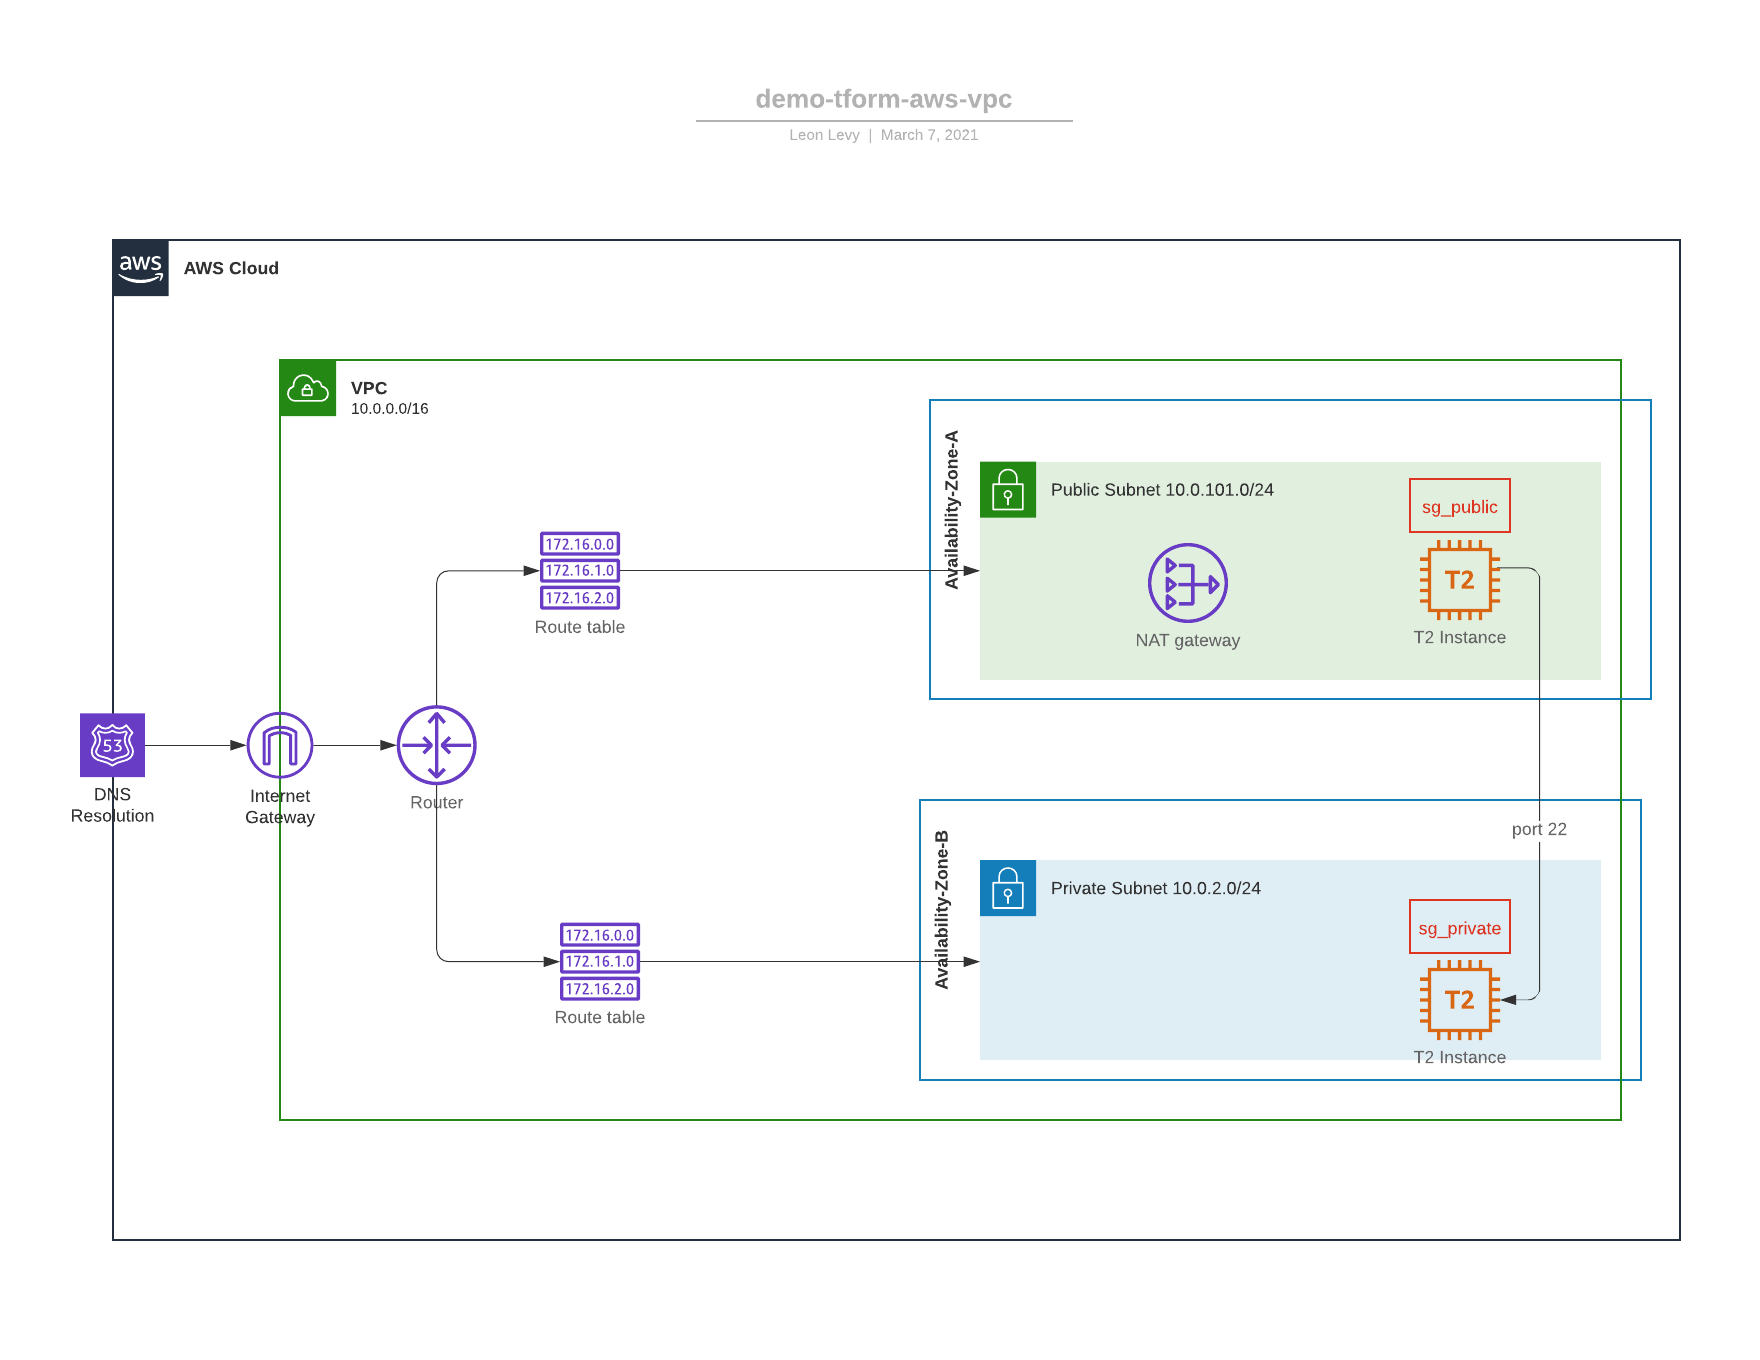 demo-tform-aws-vpc
Leon Levy | March 7, 2021
aws
AWS Cloud
VPC
10.0.0.0/16
Availability-Zone-A
Public Subnet 10.0.101.0/24
sg_public
172.16.0.0
172.16.1.0
172.16.2.0
Route table
NAT gateway
T2
T2 Instance
53
DNS
Resolution
Internet
Gateway
Router
port 22
Availability-Zone-B
Private Subnet 10.0.2.0/24
sg_private
172.16.0.0
172.16.1.0
172.16.2.0
Route table
T2
T2 Instance